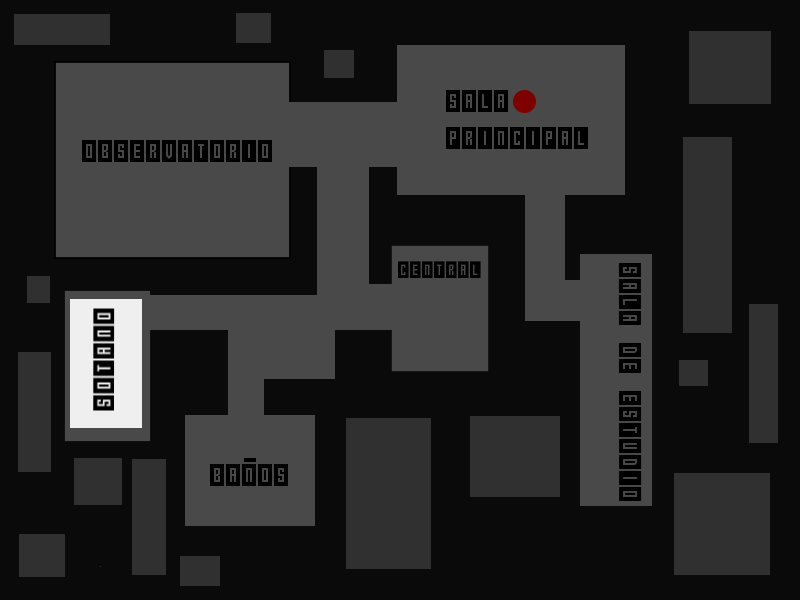 SALA
PRINCIPAL
OBSERVATORIO
CENTRAL
SALA DE ESTUDIO
SOTANO
BAÑOS